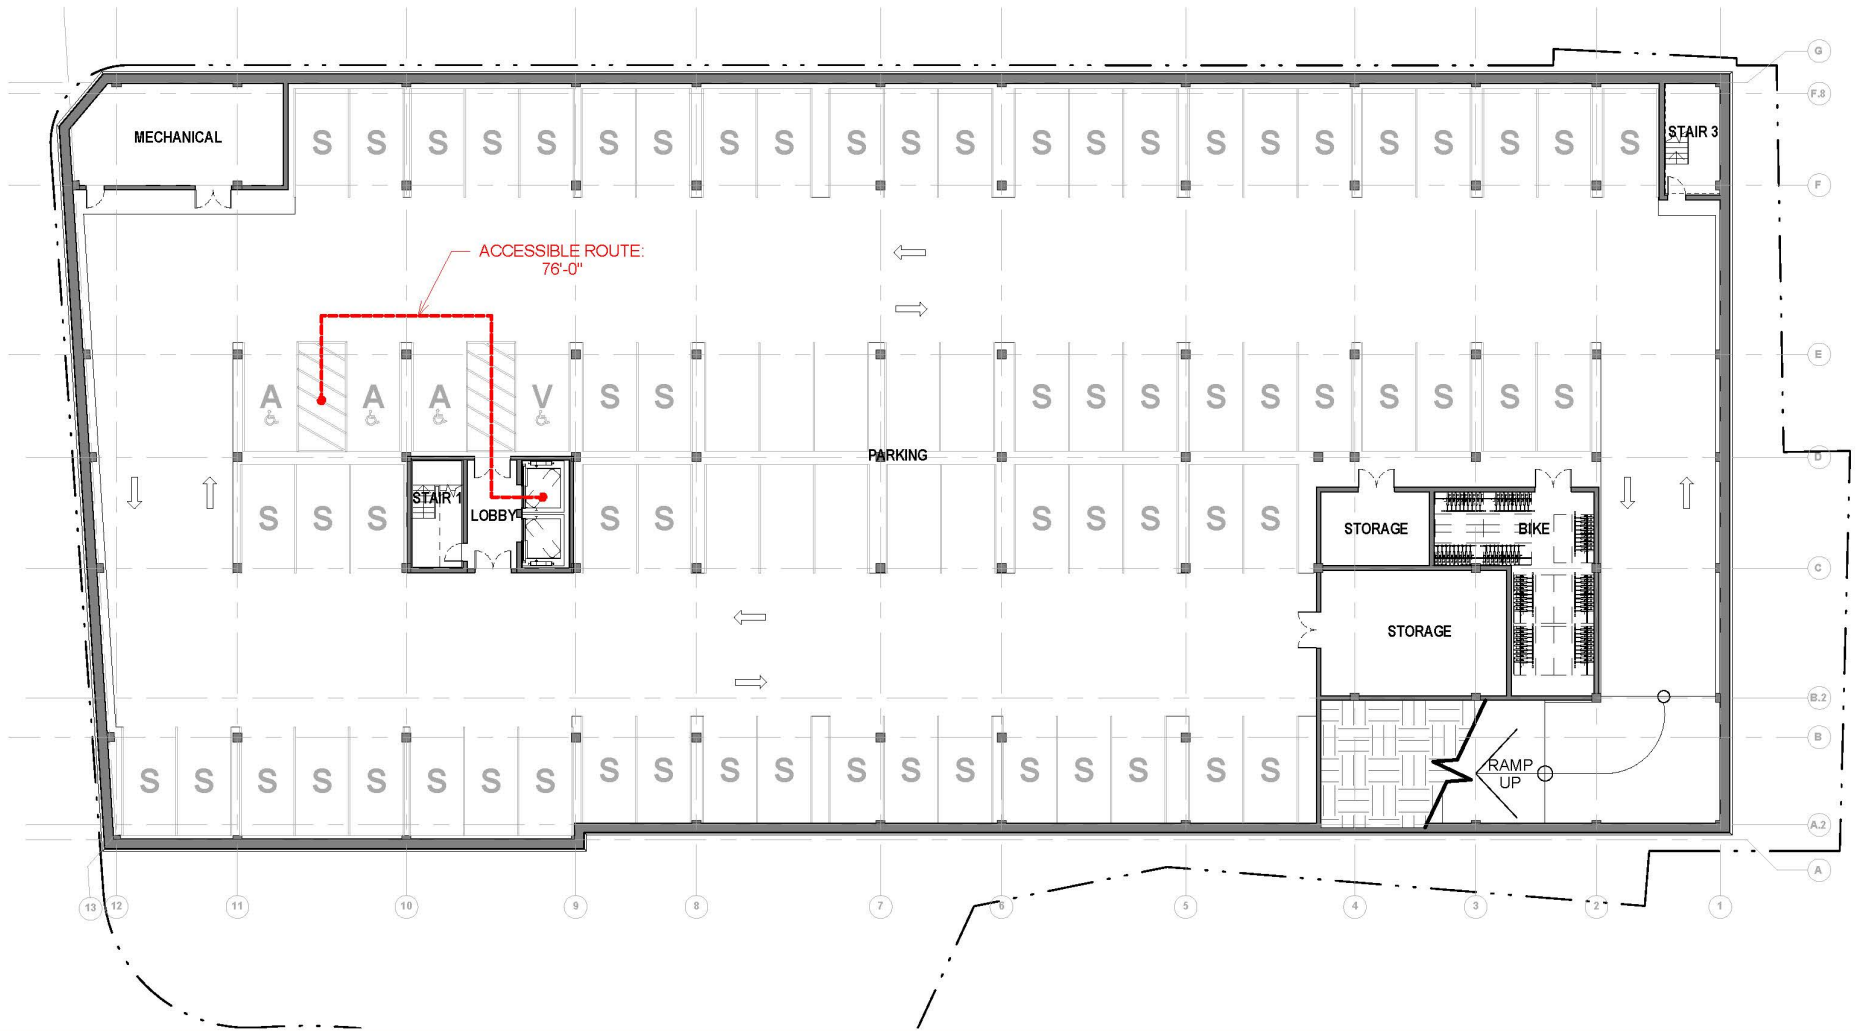 G
F.8
MECHANICAL
S S S S S S S S S S S S S S S S S S S S S S S
STAIR 3
F
ACCESSIBLE ROUTE:
76'-0"
E
A A A V S S S S S S S S S S S S
PARKING
D
S S S
STAIR 1
LOBBY
S S S S S S S
STORAGE
BIKE
C
STORAGE
B.2
B
S S S S S S S S S S S S S S S S S S S S
RAMP
UP
A.2
A
13 12 11 10 9 8 7 6 5 4 3 2 1